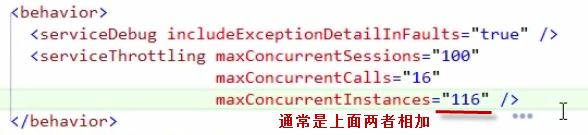 <behavior>
<serviceDebug includeExceptionDetailInFaults="true" />
<serviceThrottling maxConcurrentSessions="100"
maxConcurrentCalls="16"
maxConcurrentInstances="116" />
</behavior>
通常是上面两者相加